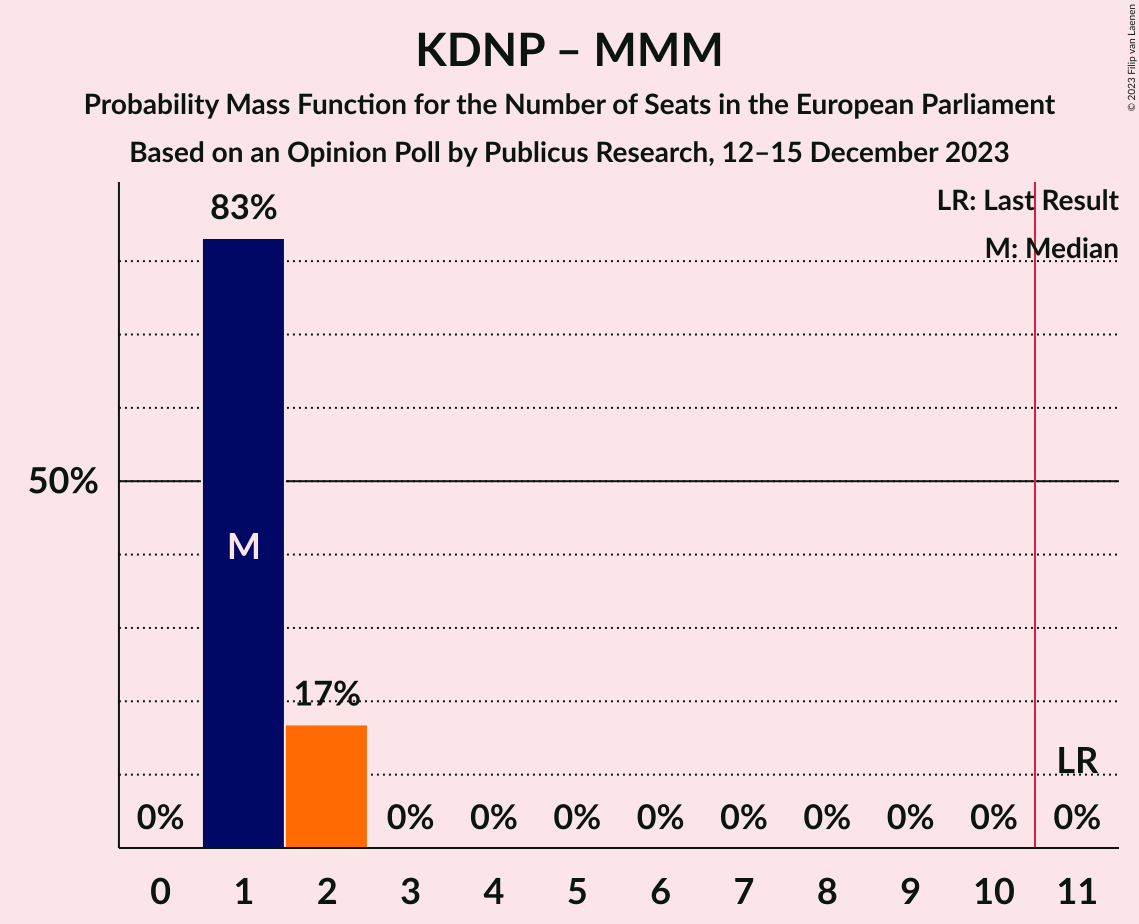 KDNP – MMM
Probability Mass Function for the Number of Seats in the European Parliament
Based on an Opinion Poll by Publicus Research, 12–15 December 2023
© 2023 Filip van Laenen
LR: Last Result
M: Median
83%
50%
M
17%
LR
0%
0%
0%
0%
0%
0%
0%
0%
0%
0%
0 1 2 3 4 5 6 7 8 9 10 11